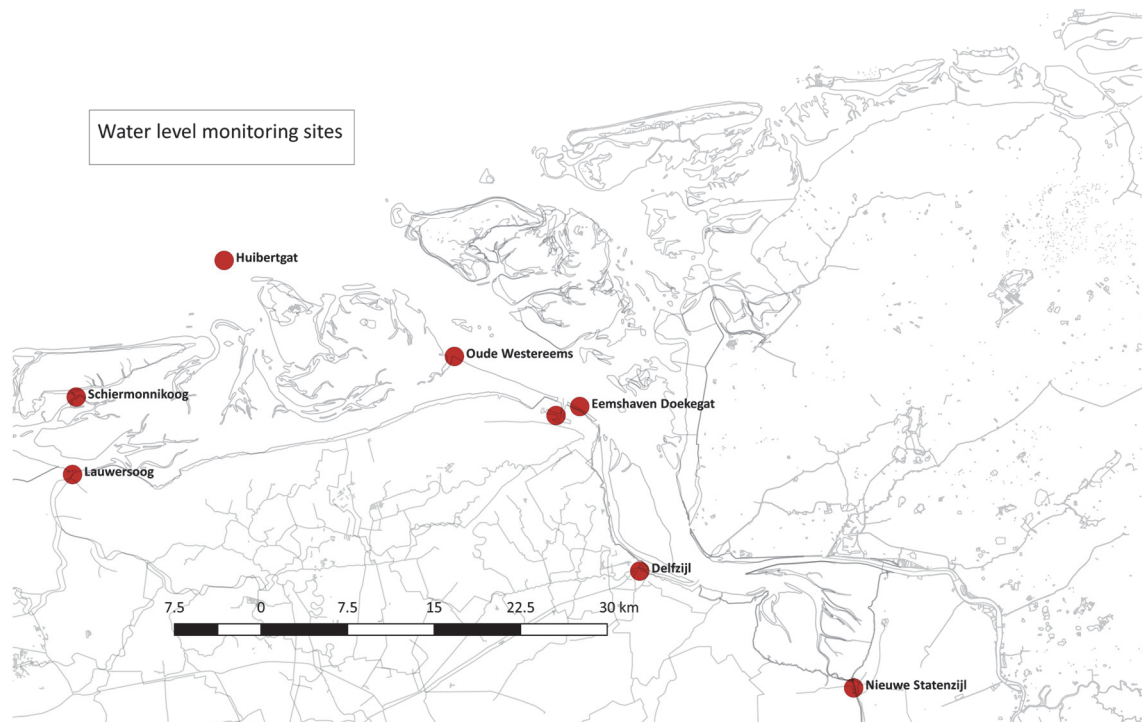 Water level monitoring sites
Huibertgat
Oude Westereems
Schiermonnikoog
Eemshaven Doekegat
Lauwersoog
Delfzijl
7.5 0 7.5 15 22.5 30 km
Nieuwe Statenzijl